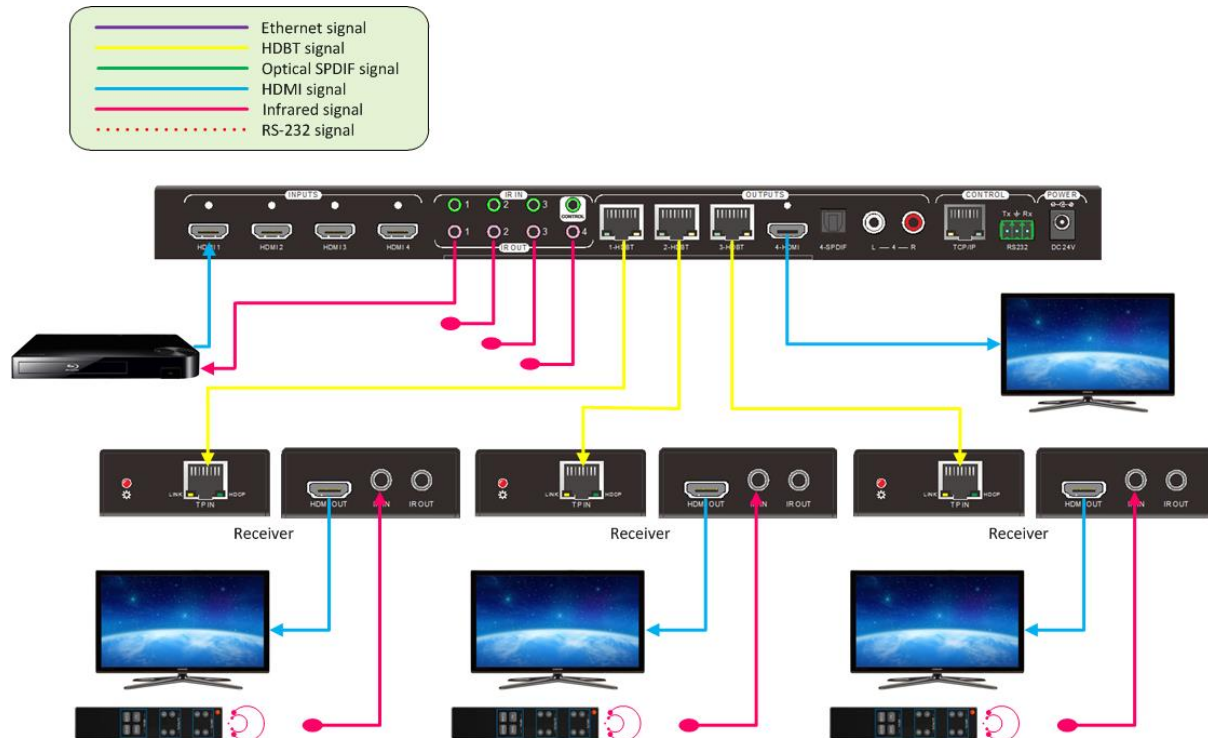 Ethernet signal
HDBT signal
Optical SPDIF signal
HDMI signal
Infrared signal
RS-232 signal
INPUTS
IR IN
OUTPUTS
CONTROL
POWER
1
2
3
CONTROL
Tx Rx
1
2
3
4
HDMI 1
HDMI 2
HDMI 3
HDMI 4
IR OUT
1-HDBT
2-HDBT
3-HDBT
4-HDMI
4-SPDIF
L — 4 — R
TCP/IP
RS232
DC 24V
LINK
HDCP
TP IN
HDMI OUT
IR IN
IR OUT
LINK
HDCP
TP IN
HDMI OUT
IR IN
IR OUT
LINK
HDCP
TP IN
HDMI OUT
IR IN
IR OUT
Receiver
Receiver
Receiver